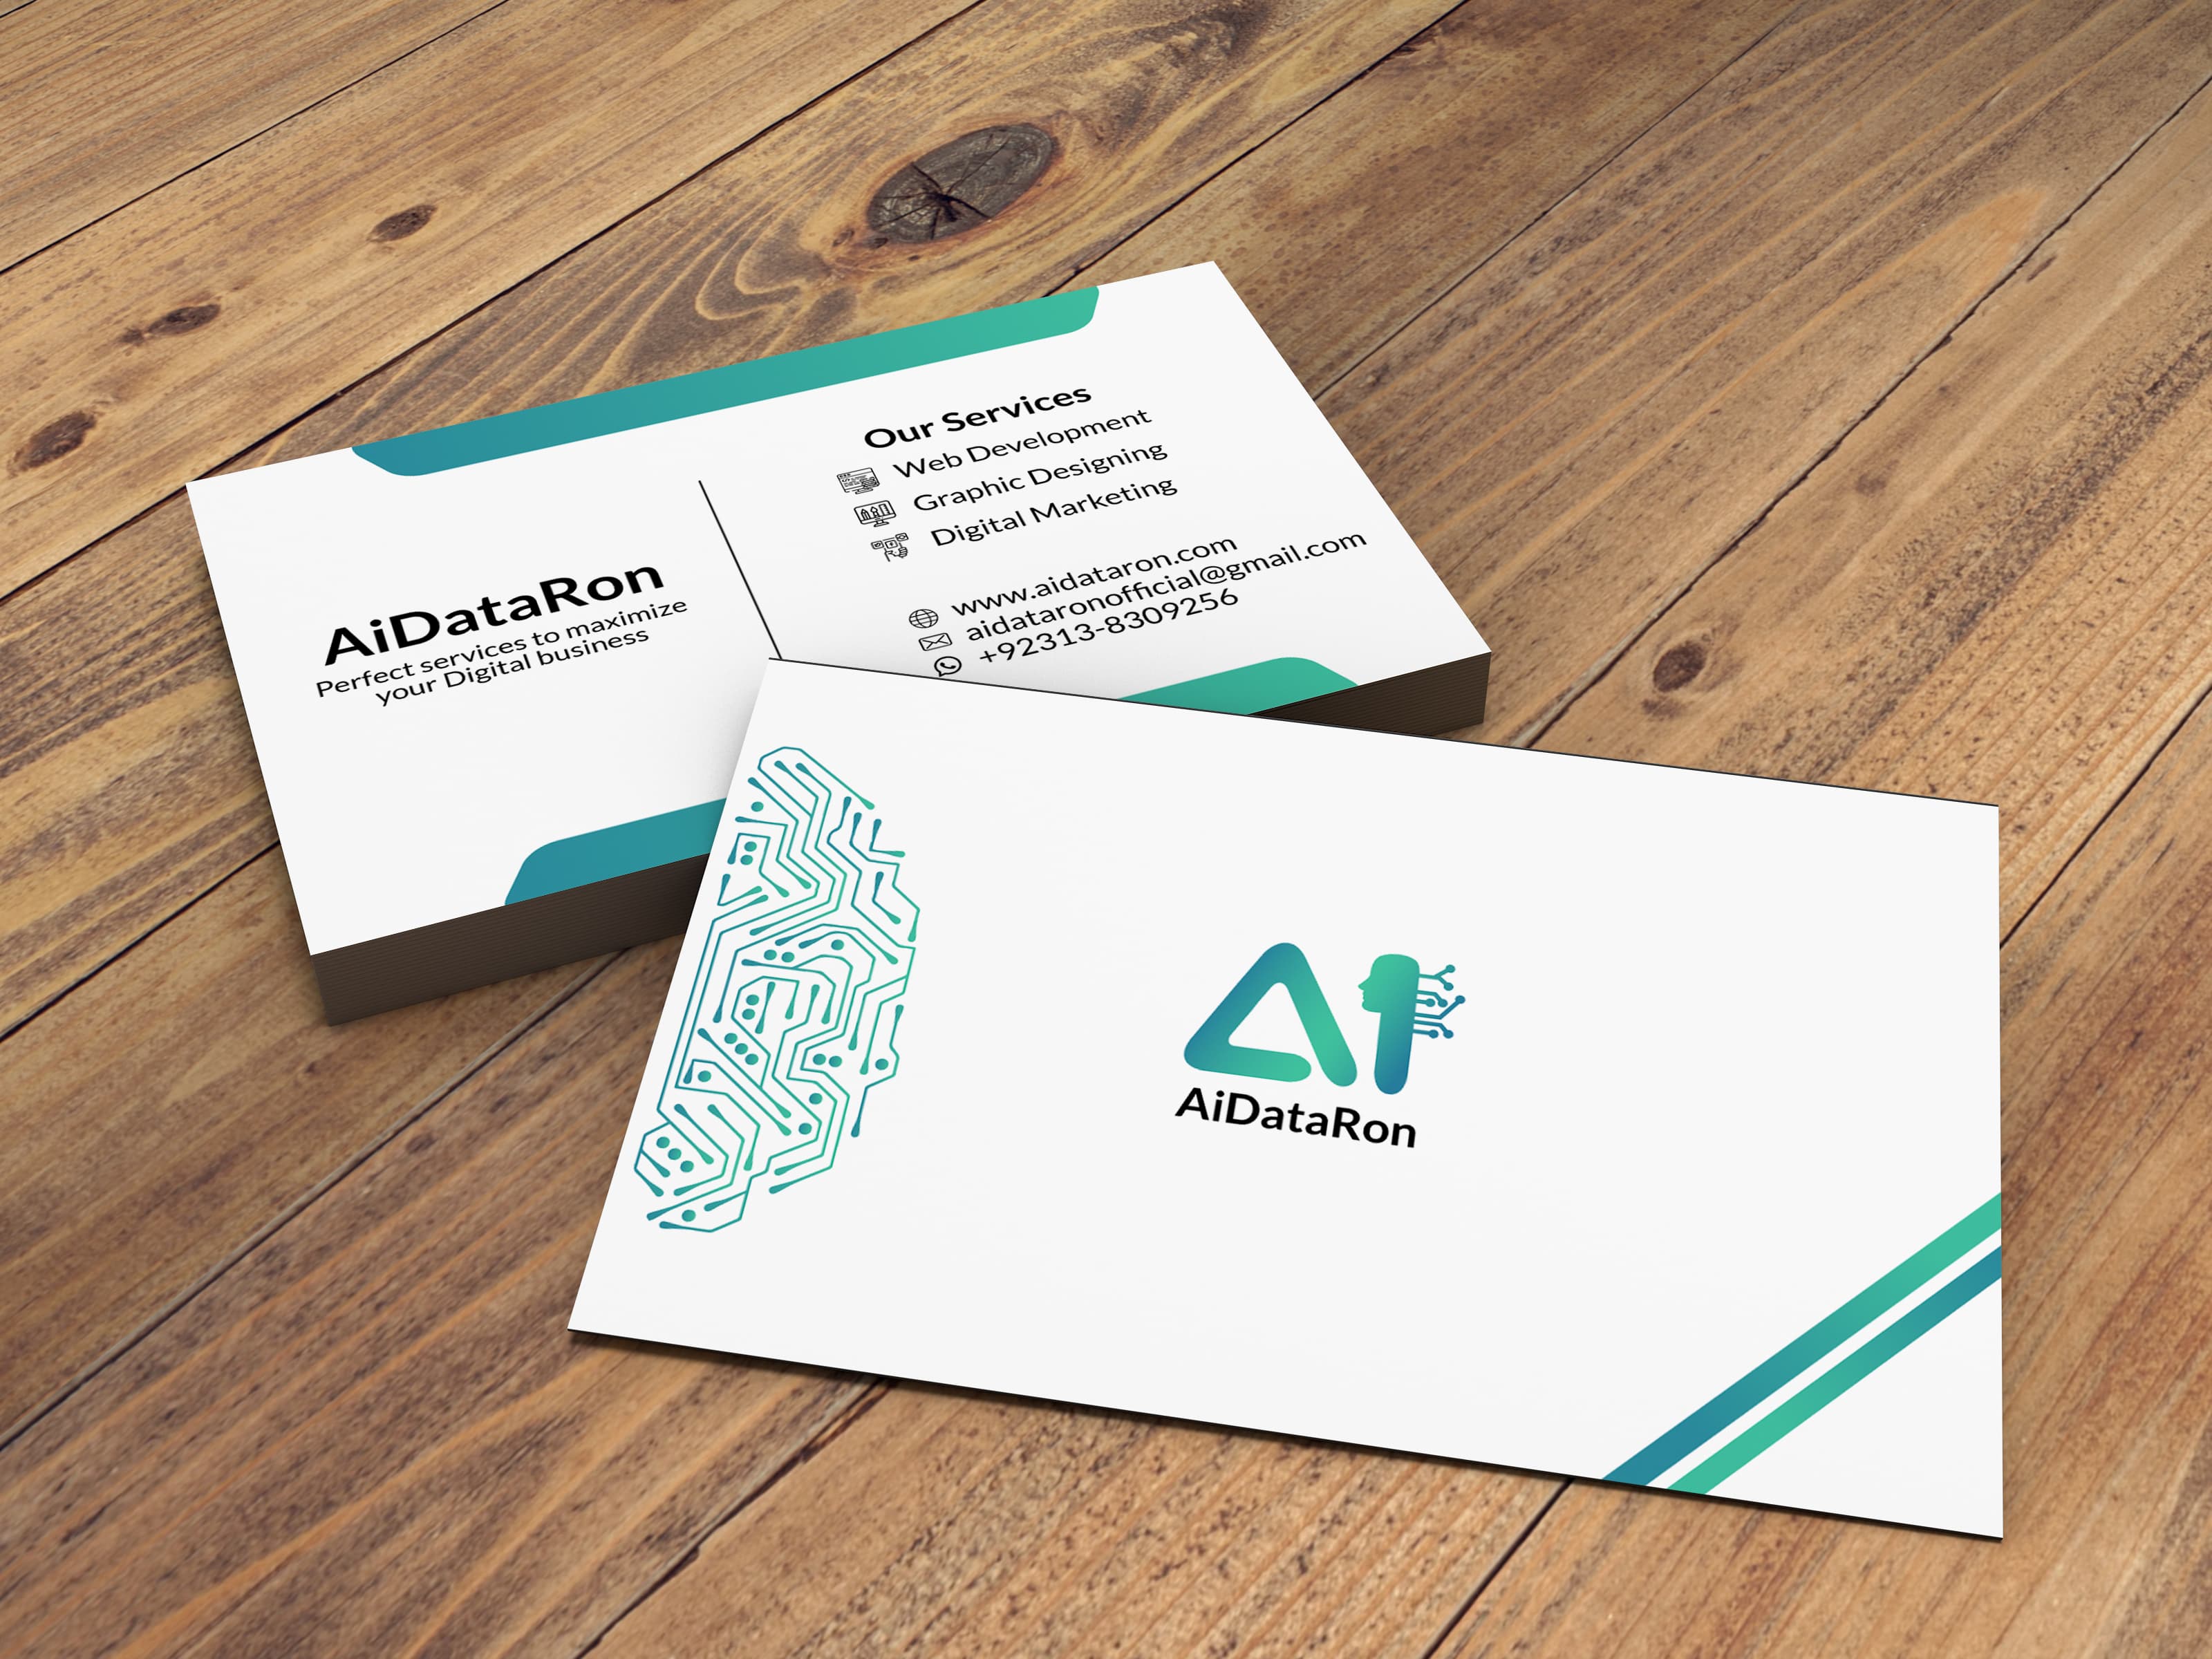 AiDataRon
Perfect services to maximize
your Digital business
Our Services
Web Development
Graphic Designing
Digital Marketing
www.aidataron.com
aidataronofficial@gmail.com
+92313-8309256
AI
AiDataRon